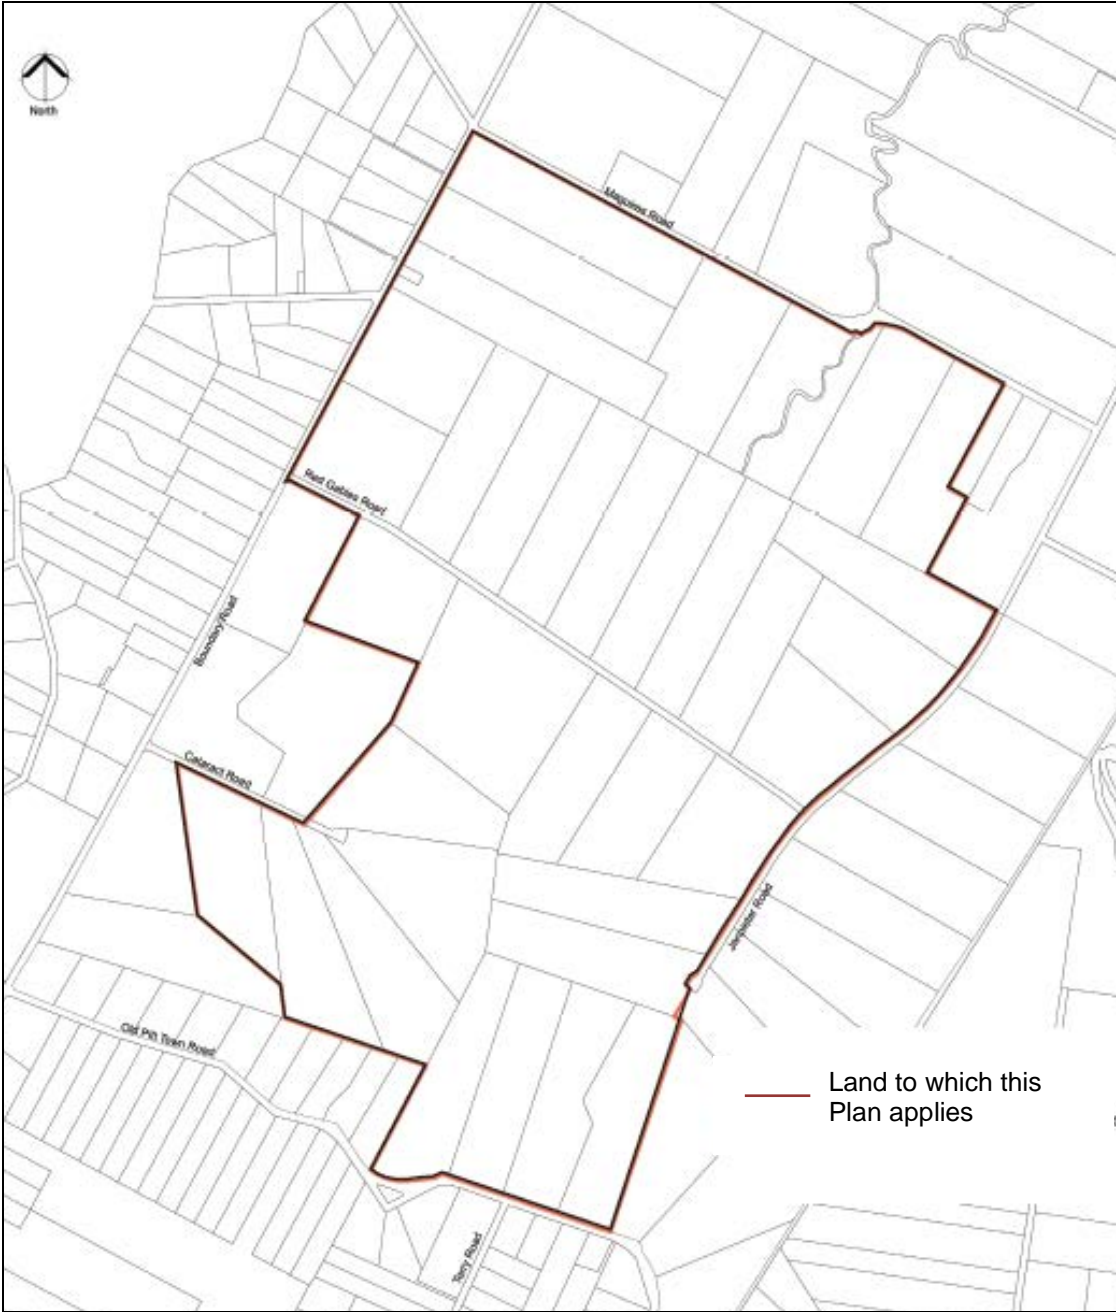 North
Maguires Road
Red Gables Road
Boundary Road
Cataract Road
Janpieter Road
Old Pitt Town Road
Land to which this
Plan applies
Terry Road